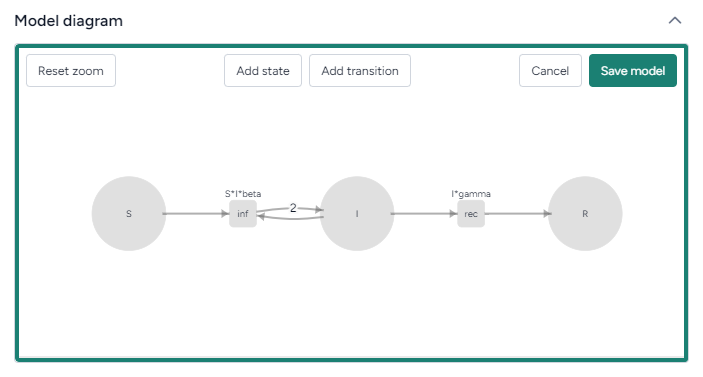 Model diagram
Reset zoom
Add state
Add transition
Cancel
Save model
S*I*beta
I*gamma
S
inf
2
I
rec
R